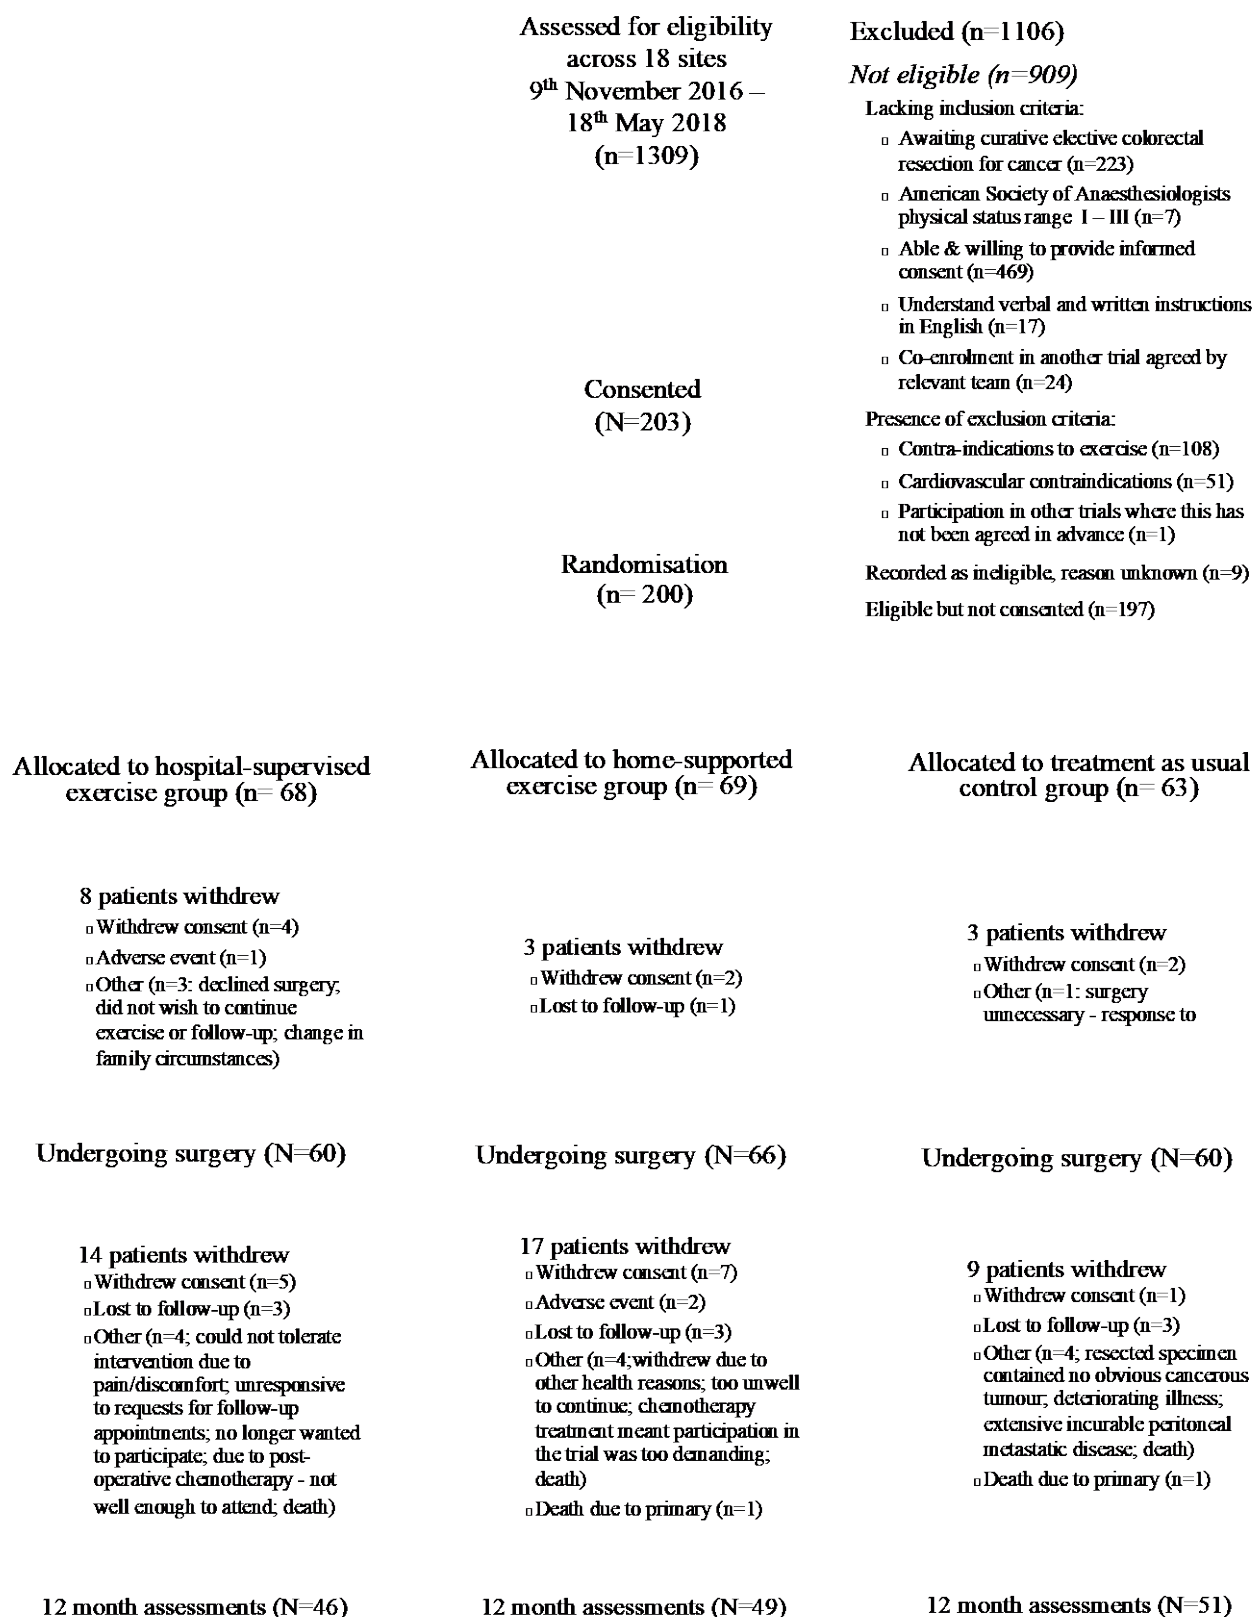 Assessed for eligibility
across 18 sites
9th November 2016 –
18th May 2018
(n=1309)
Excluded (n=1106)
Not eligible (n=909)
Lacking inclusion criteria:
▯ Awaiting curative elective colorectal
resection for cancer (n=223)
▯ American Society of Anaesthesiologists
physical status range I – III (n=7)
▯ Able & willing to provide informed
consent (n=469)
▯ Understand verbal and written instructions
in English (n=17)
▯ Co-enrolment in another trial agreed by
relevant team (n=24)
Presence of exclusion criteria:
▯ Contra-indications to exercise (n=108)
▯ Cardiovascular contraindications (n=51)
▯ Participation in other trials where this has
not been agreed in advance (n=1)
Recorded as ineligible, reason unknown (n=9)
Eligible but not consented (n=197)
Consented
(N=203)
Randomisation
(n= 200)
Allocated to hospital-supervised
exercise group (n= 68)
Allocated to home-supported
exercise group (n= 69)
Allocated to treatment as usual
control group (n= 63)
8 patients withdrew
▯ Withdrew consent (n=4)
▯ Adverse event (n=1)
▯ Other (n=3: declined surgery;
did not wish to continue
exercise or follow-up; change in
family circumstances)
3 patients withdrew
▯ Withdrew consent (n=2)
▯ Lost to follow-up (n=1)
3 patients withdrew
▯ Withdrew consent (n=2)
▯ Other (n=1: surgery
unnecessary - response to
Undergoing surgery (N=60)
Undergoing surgery (N=66)
Undergoing surgery (N=60)
14 patients withdrew
▯ Withdrew consent (n=5)
▯ Lost to follow-up (n=3)
▯ Other (n=4; could not tolerate
intervention due to
pain/discomfort; unresponsive
to requests for follow-up
appointments; no longer wanted
to participate; due to post-
operative chemotherapy - not
well enough to attend; death)
17 patients withdrew
▯ Withdrew consent (n=7)
▯ Adverse event (n=2)
▯ Lost to follow-up (n=3)
▯ Other (n=4;withdrew due to
other health reasons; too unwell
to continue; chemotherapy
treatment meant participation in
the trial was too demanding;
death)
▯ Death due to primary (n=1)
9 patients withdrew
▯ Withdrew consent (n=1)
▯ Lost to follow-up (n=3)
▯ Other (n=4; resected specimen
contained no obvious cancerous
tumour; deteriorating illness;
extensive incurable peritoneal
metastatic disease; death)
▯ Death due to primary (n=1)
12 month assessments (N=46)
12 month assessments (N=49)
12 month assessments (N=51)